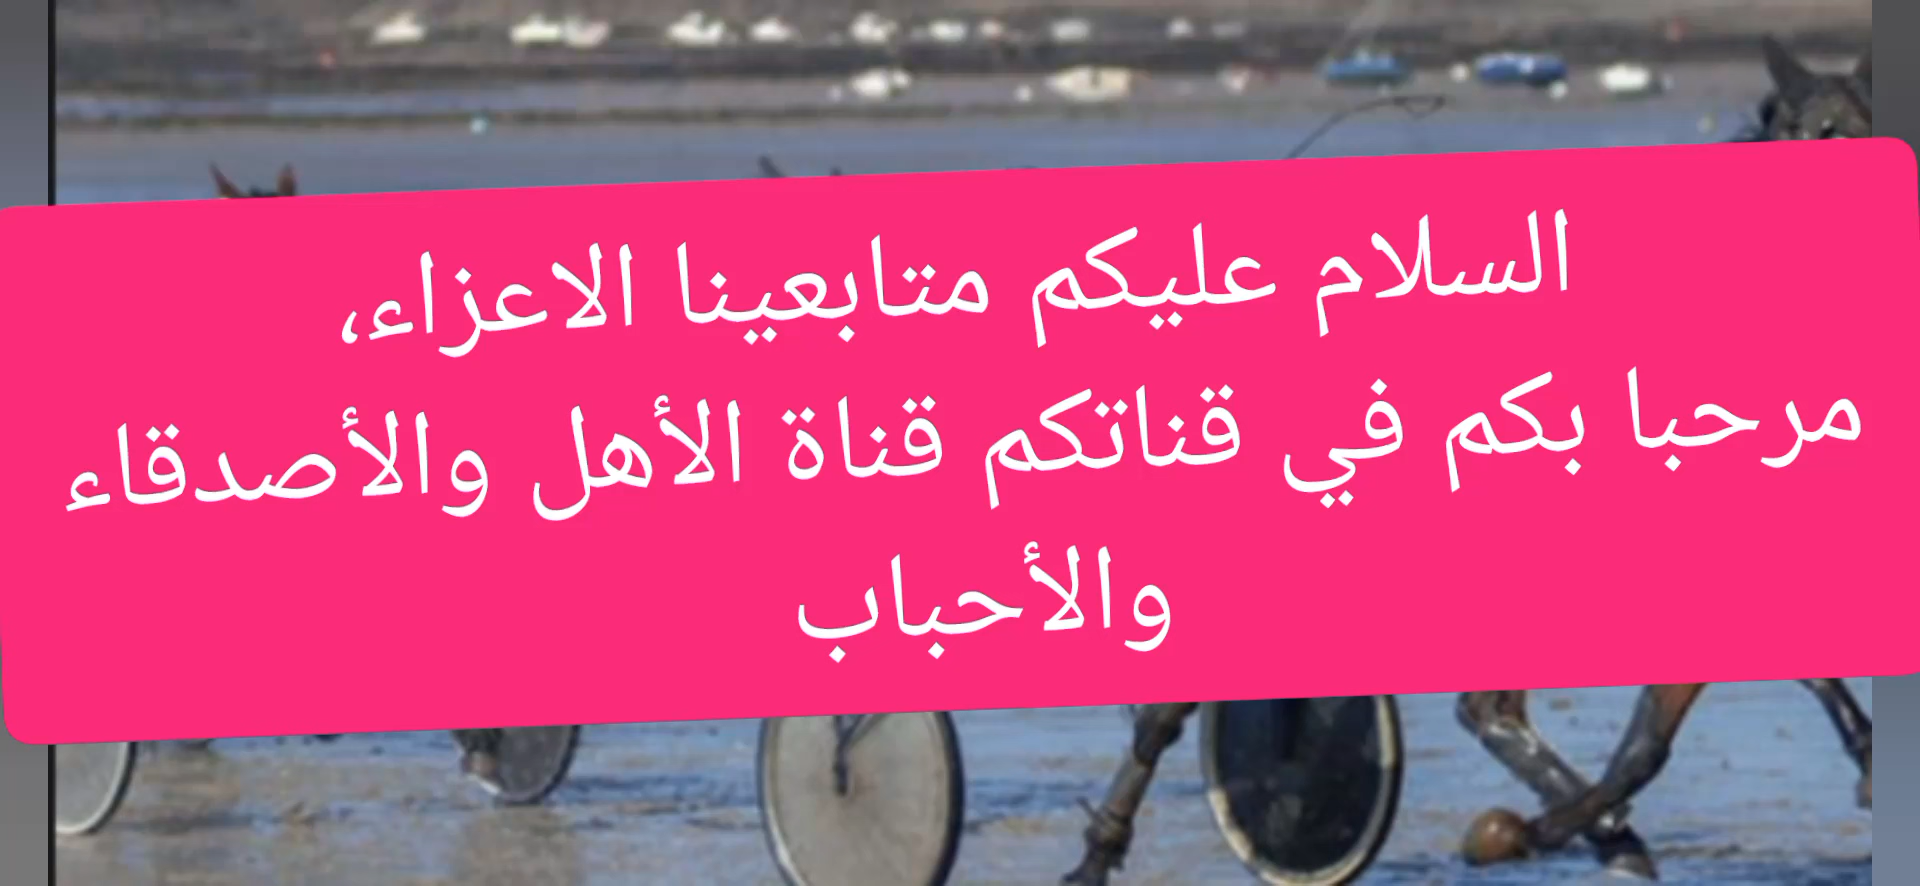 السلام عليكم متابعينا الاعزاء،
مرحبا بكم في قناتكم قناة الأهل والأصدقاء
والأحباب